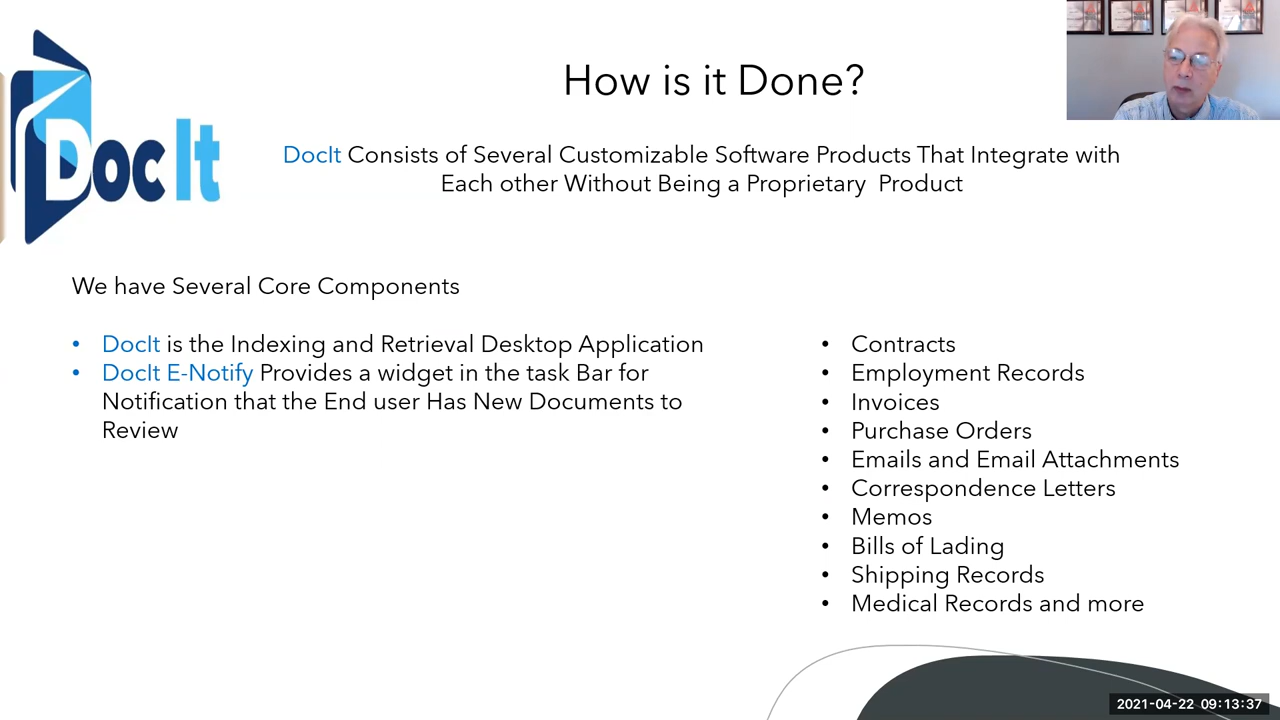 How is it Done?
DocIt
DocIt Consists of Several Customizable Software Products That Integrate with
Each other Without Being a Proprietary Product
We have Several Core Components
• DocIt is the Indexing and Retrieval Desktop Application
• DocIt E-Notify Provides a widget in the task Bar for
Notification that the End user Has New Documents to
Review
• Contracts
• Employment Records
• Invoices
• Purchase Orders
• Emails and Email Attachments
• Correspondence Letters
• Memos
• Bills of Lading
• Shipping Records
• Medical Records and more
2021-04-22 09:13:37